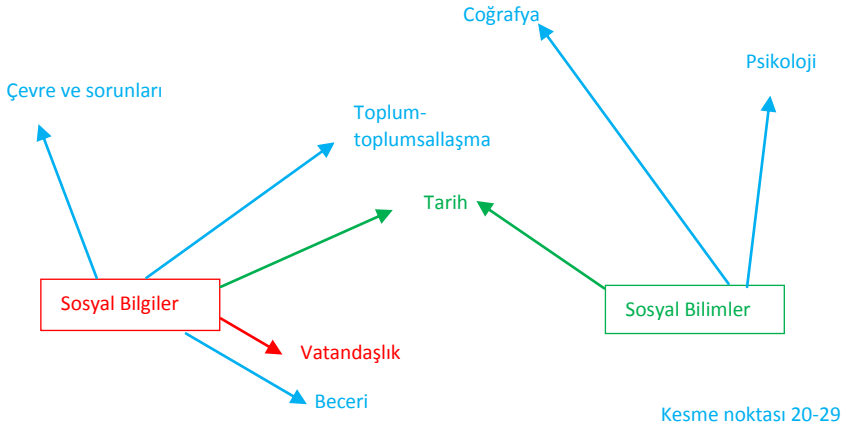 Coğrafya
Psikoloji
Çevre ve sorunları
Toplum-
toplumsallaşma
Tarih
Sosyal Bilgiler
Sosyal Bilimler
Vatandaşlık
Beceri
Kesme noktası 20-29